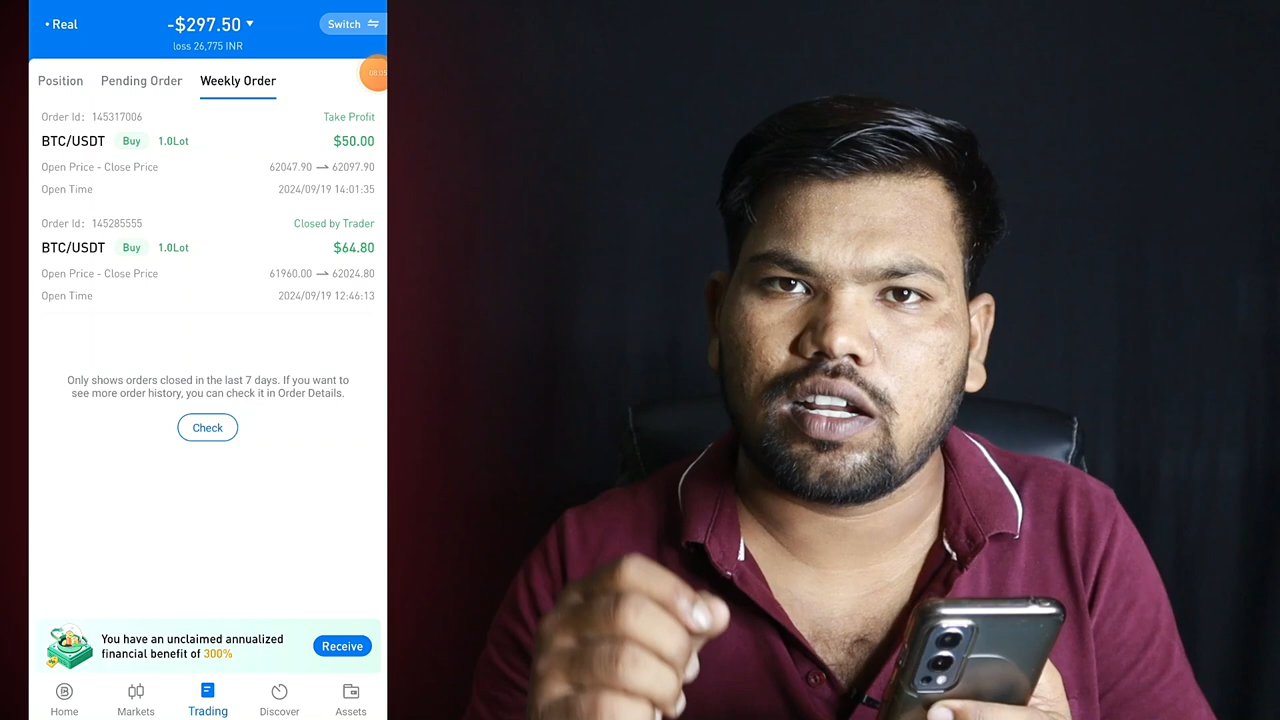 • Real
-$297.50
Switch
loss 26,775 INR
Position
Pending Order
Weekly Order
08:05
Order Id: 145317006
Take Profit
BTC/USDT Buy 1.0Lot
$50.00
Open Price - Close Price
62047.90 → 62097.90
Open Time
2024/09/19 14:01:35
Order Id: 145285555
Closed by Trader
BTC/USDT Buy 1.0Lot
$64.80
Open Price - Close Price
61960.00 → 62024.80
Open Time
2024/09/19 12:46:13
Only shows orders closed in the last 7 days. If you want to
see more order history, you can check it in Order Details.
Check
You have an unclaimed annualized
financial benefit of 300%
Receive
Home
Markets
Trading
Discover
Assets